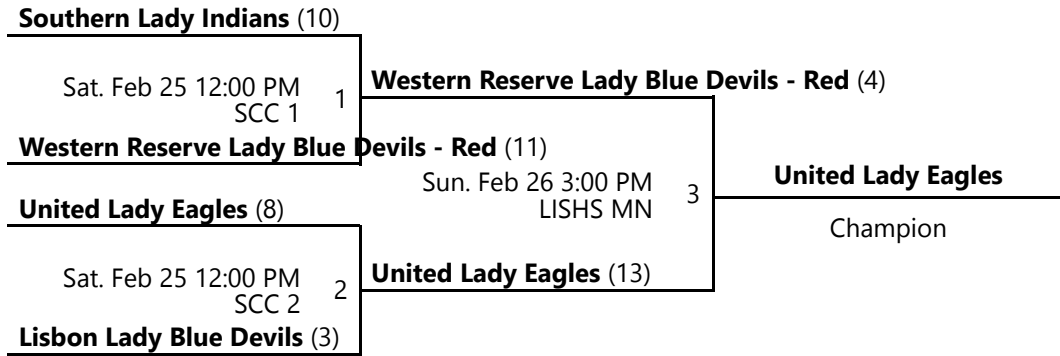 Southern Lady Indians (10)
Sat. Feb 25 12:00 PM
SCC 1
1
Western Reserve Lady Blue Devils - Red (4)
Western Reserve Lady Blue Devils - Red (11)
Sun. Feb 26 3:00 PM
LISHS MN
3
United Lady Eagles
Champion
United Lady Eagles (8)
Sat. Feb 25 12:00 PM
SCC 2
2
United Lady Eagles (13)
Lisbon Lady Blue Devils (3)